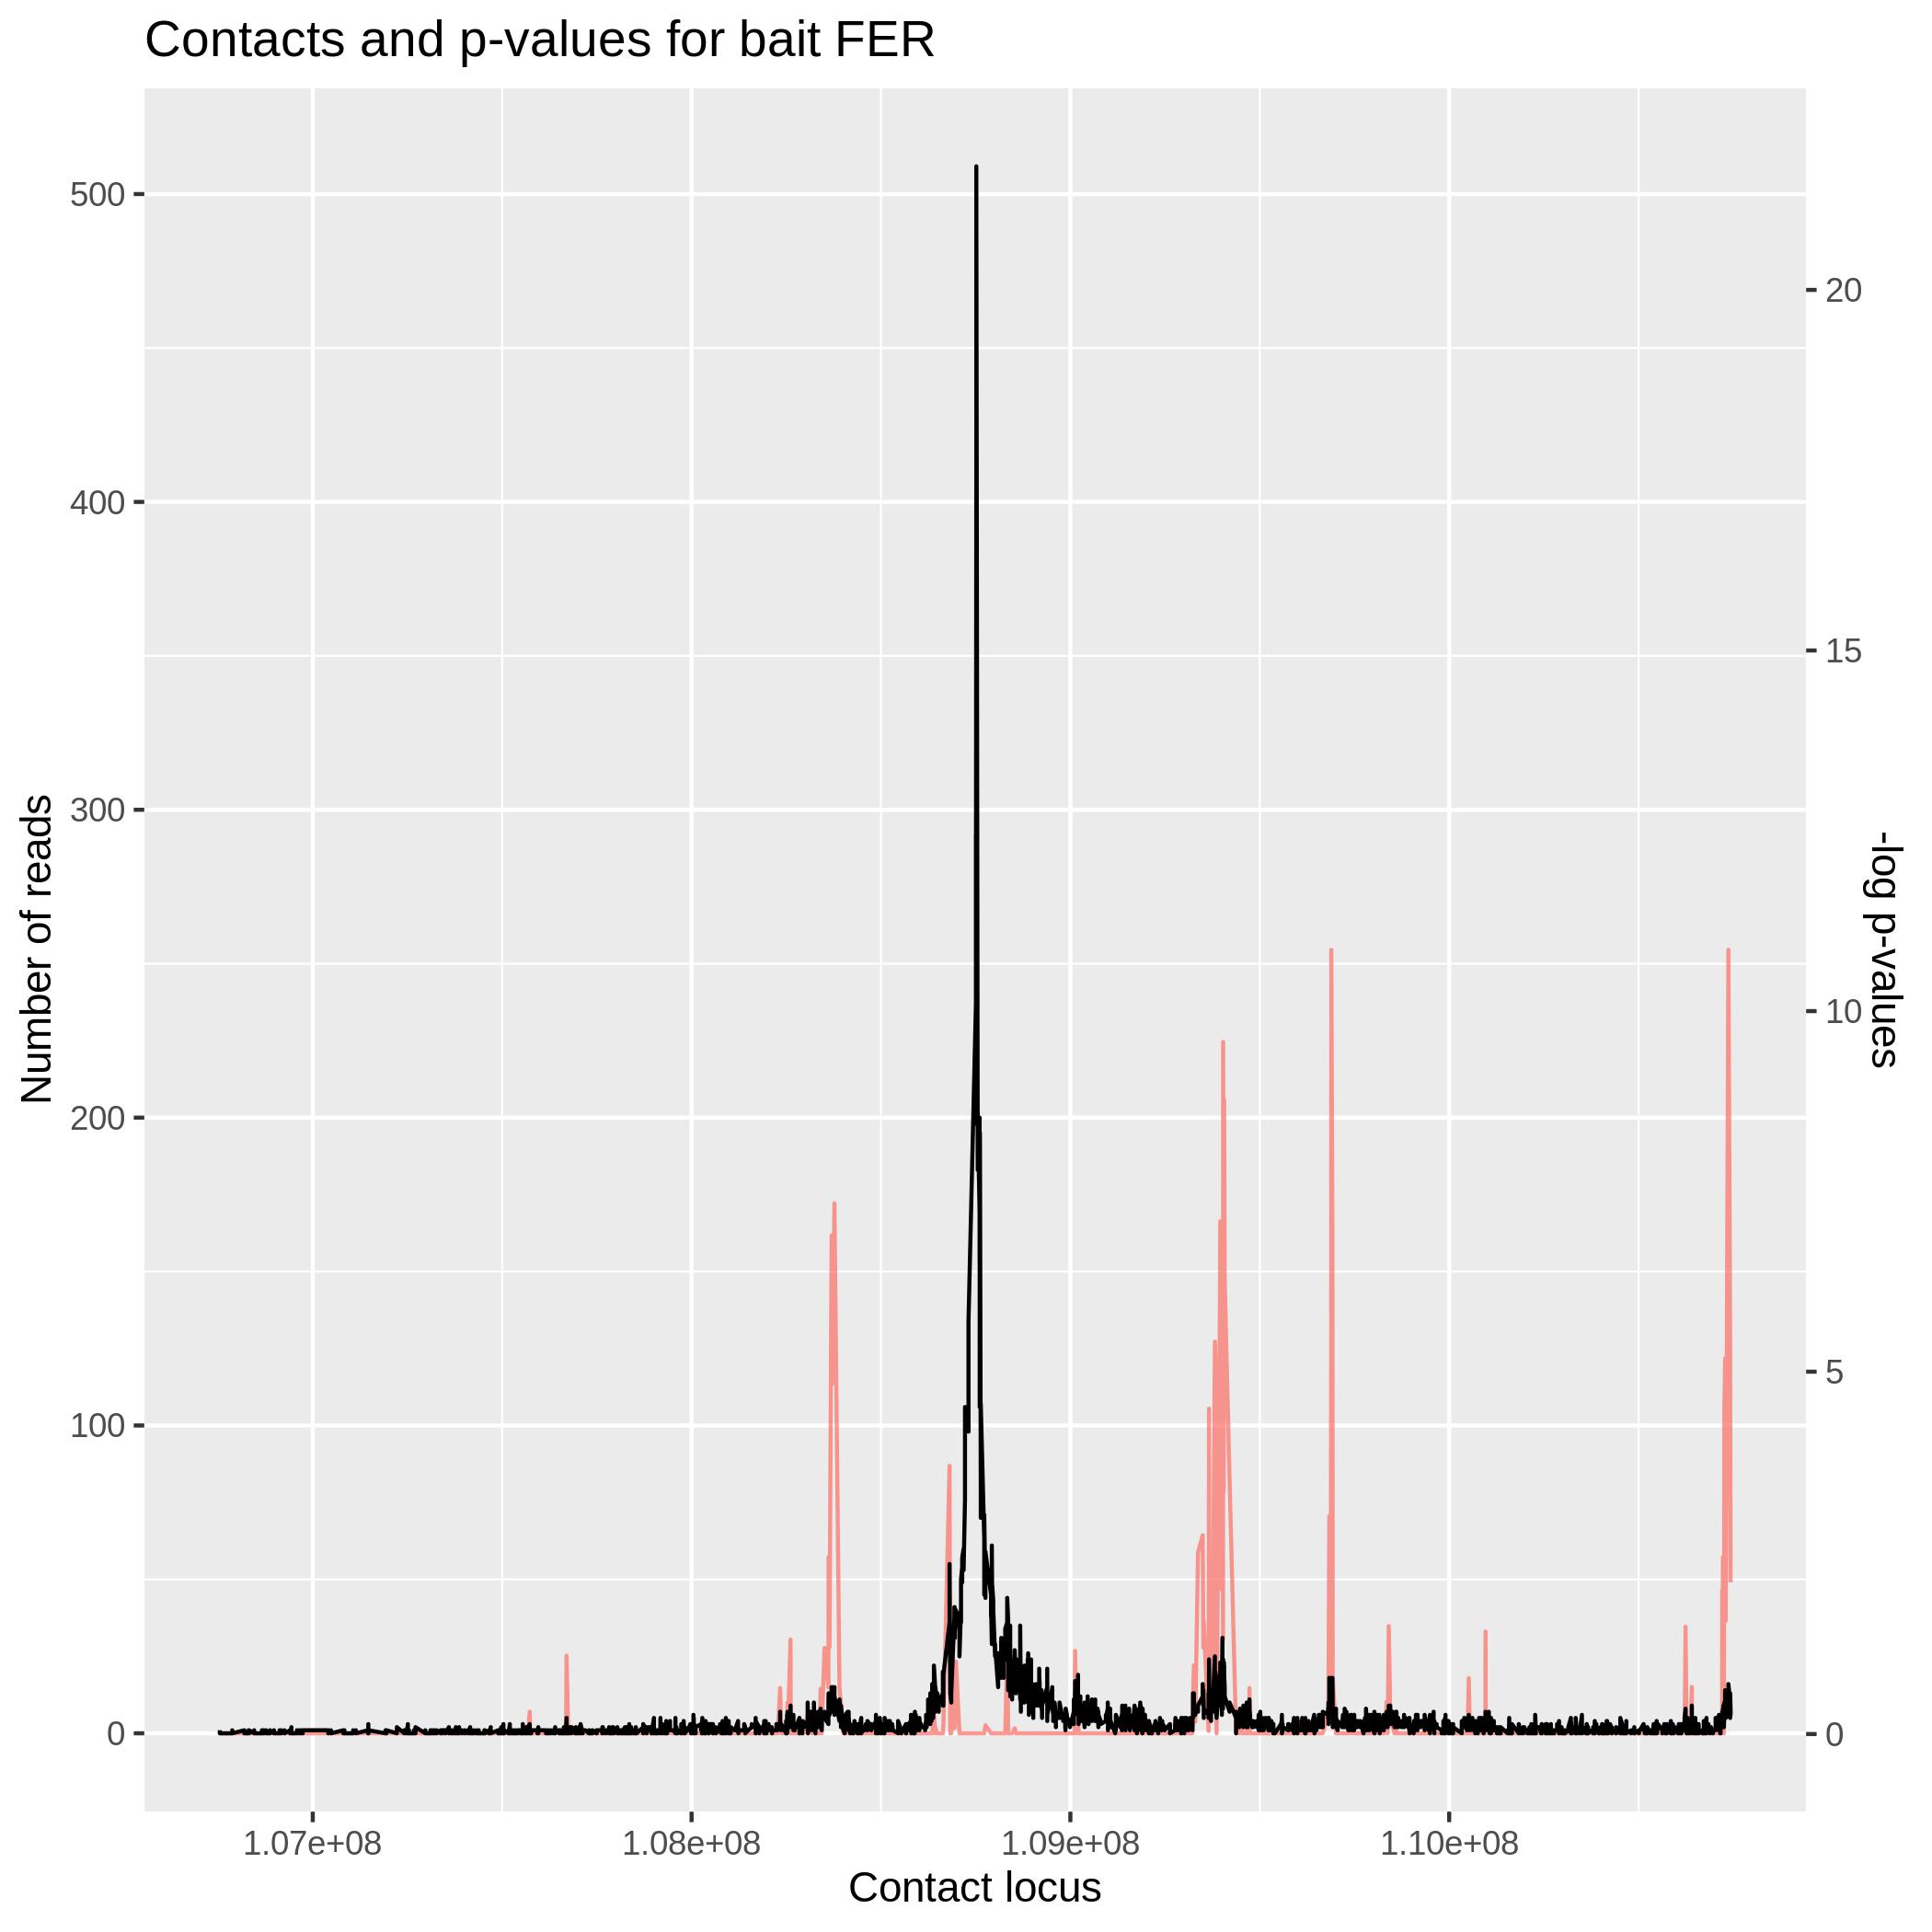 Contacts and p-values for bait FER
500
400
300
200
100
0
Number of reads
20
15
10
5
0
-log p-values
1.07e+08 1.08e+08 1.09e+08 1.10e+08
Contact locus